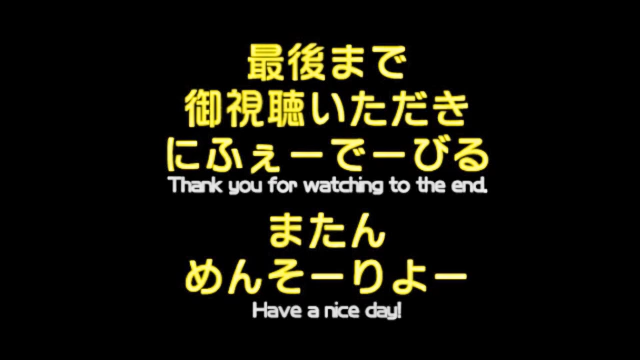 最後まで
御視聴いただき
にふぇーでーびる
Thank you for watching to the end.
またん
めんそーりよー
Have a nice day!